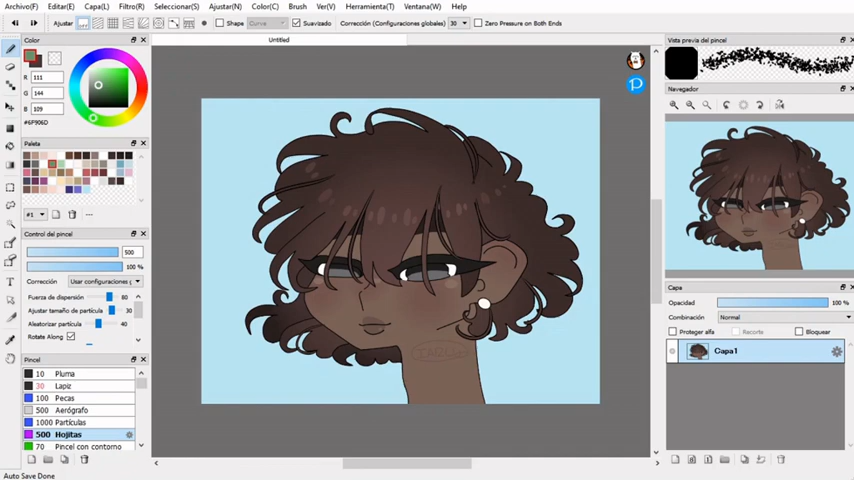 Archivo(F) Editar(E) Capa(L) Filtro(R) Seleccionar(S) Ajustar(N) Color(C) Brush Ver(V) Herramienta(T) Ventana(W) Help
Ajustar Shape Curve Suavizado Corrección (Configuraciones globales) 30 Zero Pressure on Both Ends
Color
R 111
G 144
B 109
#6F906D
Paleta
#1
Control del pincel
500
100 %
Corrección Usar configuraciones g
Fuerza de dispersión 80
Ajustar tamaño de partícula 30
Aleatorizar partícula 40
Rotate Along
Pincel
10 Pluma
30 Lapiz
100 Pecas
500 Aerógrafo
1000 Partículas
500 Hojitas
70 Pincel con contorno
Auto Save Done
Untitled
P
Vista previa del pincel
Navegador
Capa
Opacidad 100 %
Combinación Normal
Proteger alfa Recorte Bloquear
Capa1